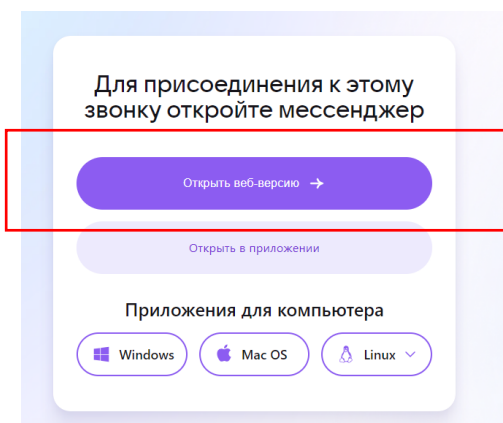 Для присоединения к этому
звонку откройте мессенджер
Открыть веб-версию
Открыть в приложении
Приложения для компьютера
Windows
Mac OS
Linux